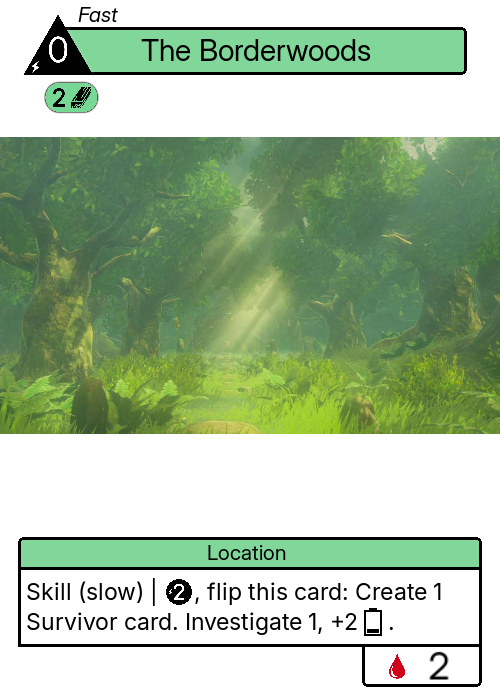 Fast
0
The Borderwoods
2
Location
Skill (slow) | 2, flip this card: Create 1
Survivor card. Investigate 1, +2 .
2